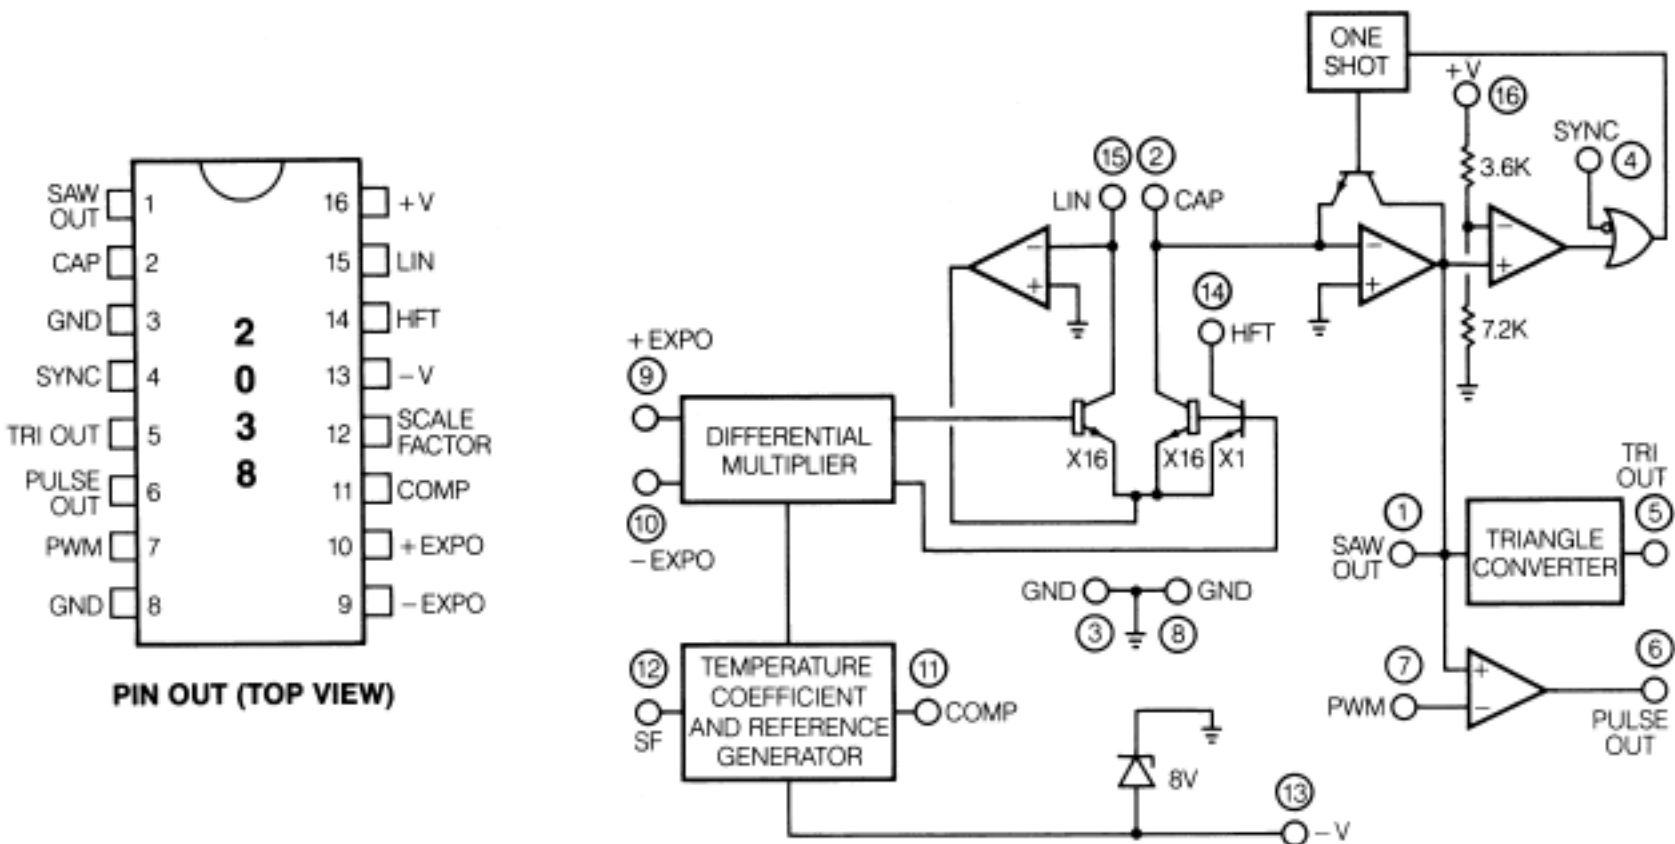 SAW
OUT
1
16
+V
CAP
2
15
LIN
GND
3
14
HFT
SYNC
4
13
-V
TRI OUT
5
12
SCALE
FACTOR
PULSE
OUT
6
11
COMP
PWM
7
10
+EXPO
GND
8
9
-EXPO
2
0
3
8
PIN OUT (TOP VIEW)
ONE
SHOT
+V
16
SYNC
4
3.6K
7.2K
15
2
LIN
CAP
-
+
-
+
-
+
14
HFT
+EXPO
9
DIFFERENTIAL
MULTIPLIER
10
-EXPO
X16
X16
X1
GND
GND
3
8
12
SF
TEMPERATURE
COEFFICIENT
AND REFERENCE
GENERATOR
11
COMP
8V
13
-V
1
SAW
OUT
TRIANGLE
CONVERTER
TRI
OUT
5
7
PWM
+
-
6
PULSE
OUT